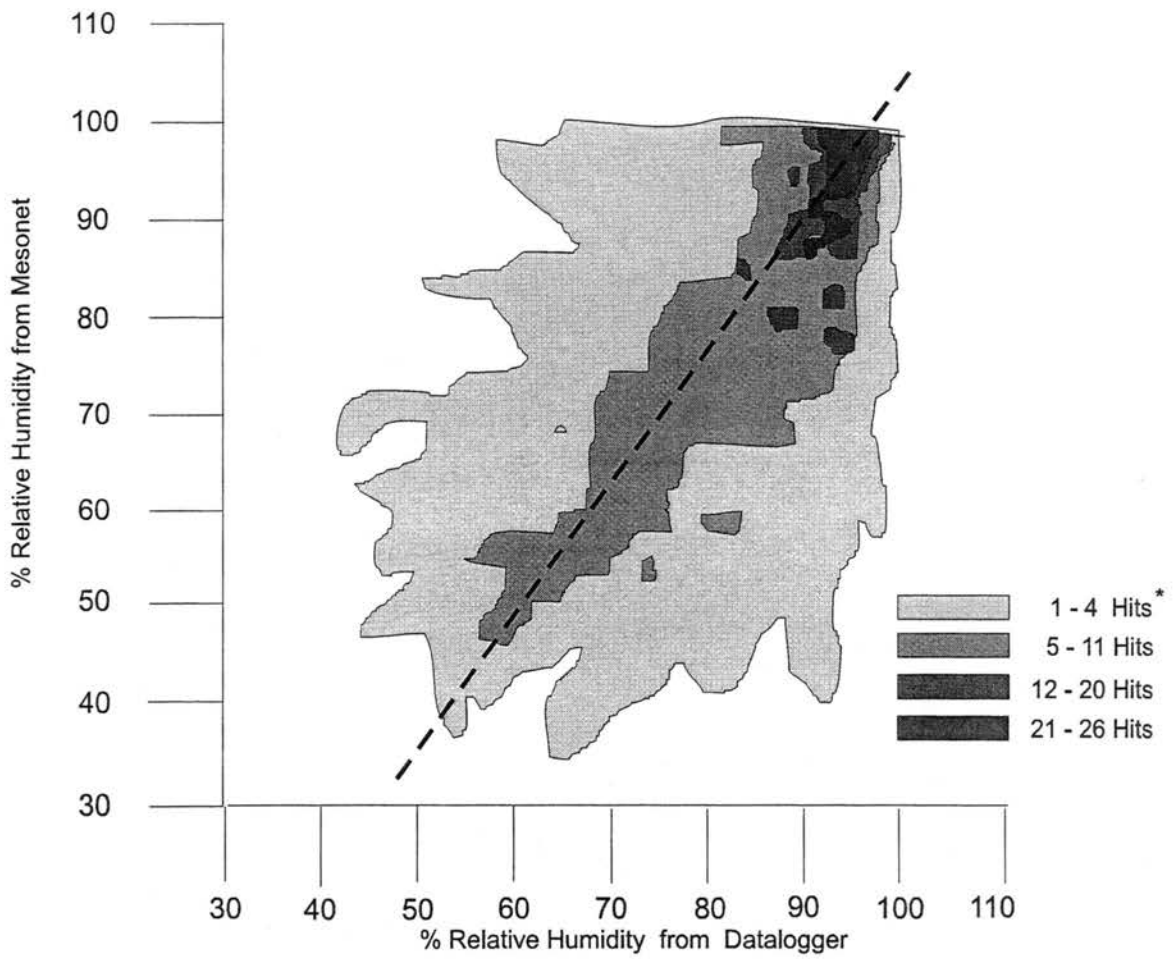 110
100
90
80
70
60
50
40
30
% Relative Humidity from Mesonet
1 - 4 Hits*
5 - 11 Hits
12 - 20 Hits
21 - 26 Hits
30 40 50 60 70 80 90 100 110
% Relative Humidity from Datalogger